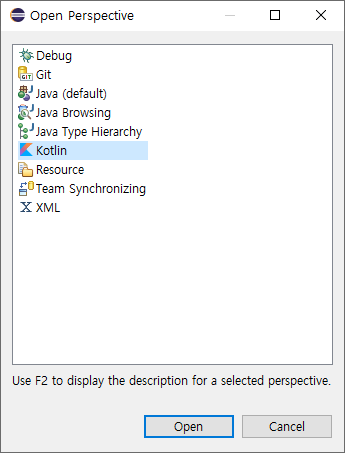 Open Perspective
Debug
Git
Java (default)
Java Browsing
Java Type Hierarchy
Kotlin
Resource
Team Synchronizing
XML
Use F2 to display the description for a selected perspective.
Open
Cancel